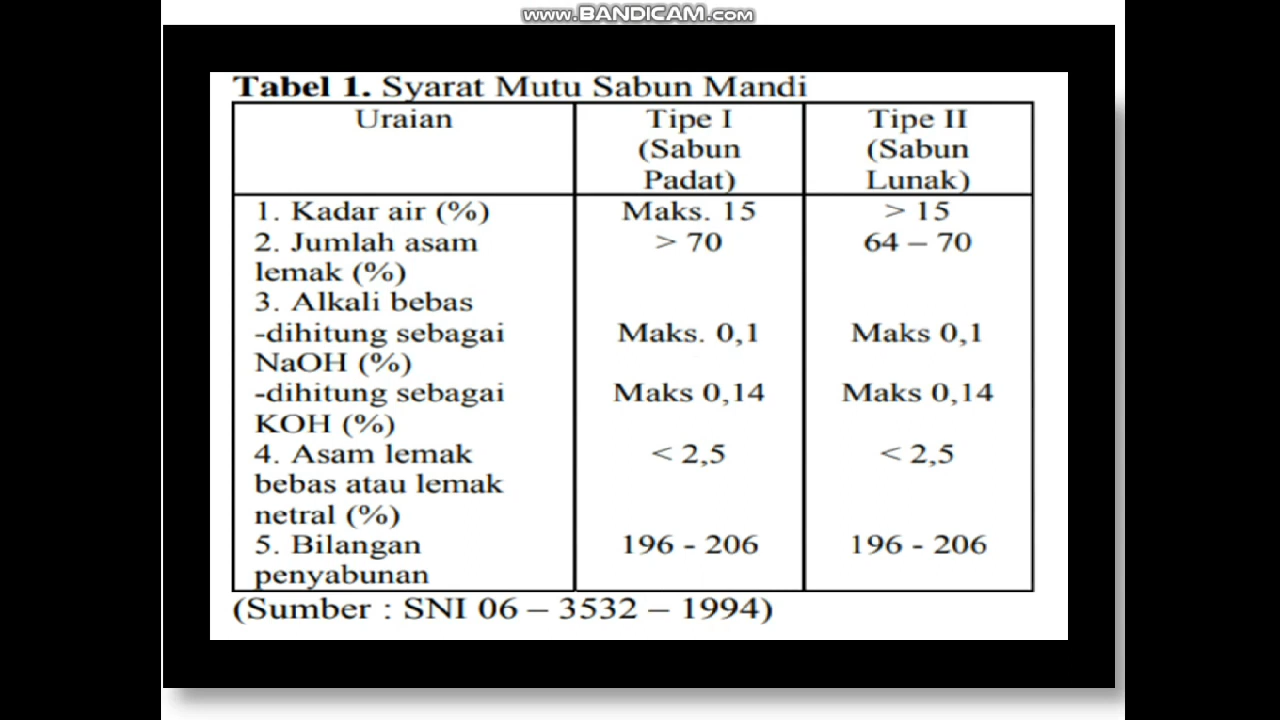 www.BANDICAM.com
Tabel 1. Syarat Mutu Sabun Mandi
Uraian Tipe I Tipe II
(Sabun (Sabun
Padat) Lunak)
1. Kadar air (%) Maks. 15 > 15
2. Jumlah asam > 70 64 – 70
lemak (%)
3. Alkali bebas
-dihitung sebagai Maks. 0,1 Maks 0,1
NaOH (%)
-dihitung sebagai Maks 0,14 Maks 0,14
KOH (%)
4. Asam lemak < 2,5 < 2,5
bebas atau lemak
netral (%)
5. Bilangan 196 - 206 196 - 206
penyabunan
(Sumber : SNI 06 – 3532 – 1994)